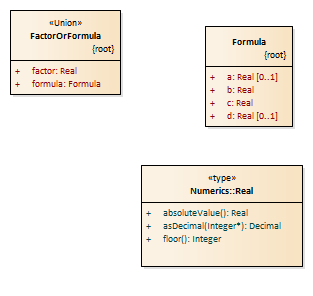 «Union»
FactorOrFormula
{root}
+ factor: Real
+ formula: Formula
Formula
{root}
+ a: Real [0..1]
+ b: Real
+ c: Real
+ d: Real [0..1]
«type»
Numerics::Real
+ absoluteValue(): Real
+ asDecimal(Integer*): Decimal
+ floor(): Integer